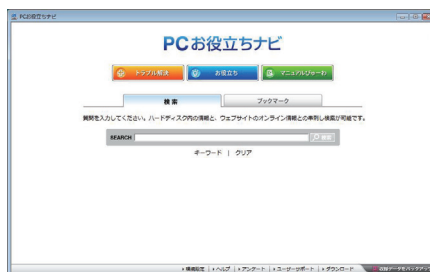 PCお役立ちナビ
PCお役立ちナビ
トラブル解決
お役立ち
マニュアルびゅーわ
検索
ブックマーク
質問を入力してください。ハードディスク内の情報と、ウェブサイトのオンライン情報との串刺し検索が可能です。
SEARCH 検索
キーワード | クリア
環境設定 ヘルプ アンケート ユーザーサポート ダウンロード